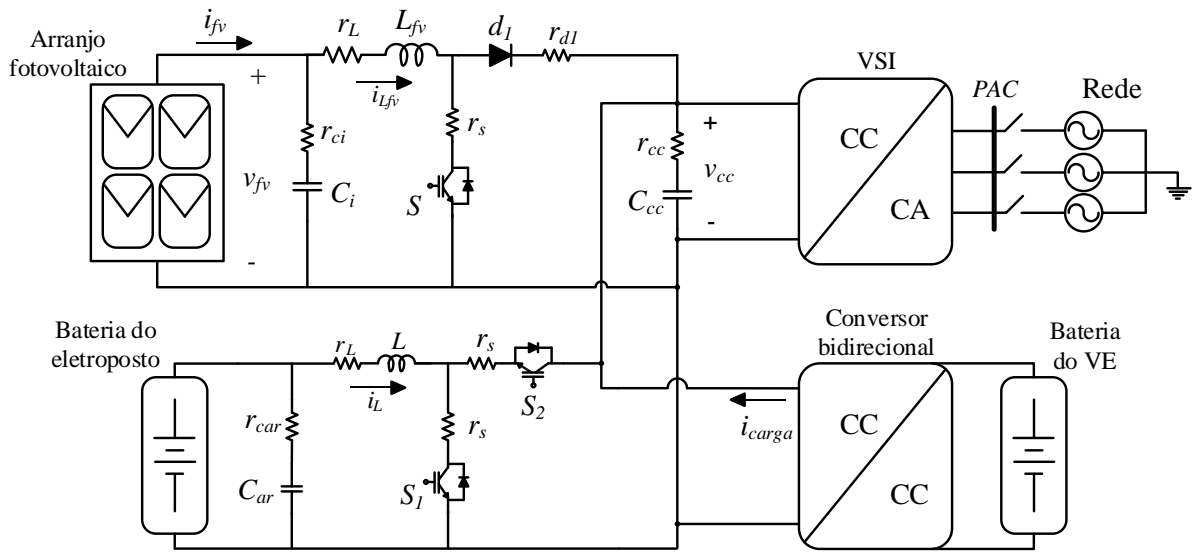 Arranjo
fotovoltaico
i_fv
r_L
L_fv
d_1
r_d1
i_Lfv
+
v_fv
-
r_ci
C_i
r_s
S
+
r_cc
v_cc
C_cc
-
VSI
CC
CA
PAC
Rede
Bateria do
eletroposto
r_L
L
r_s
i_L
S_2
r_car
r_s
C_ar
S_1
i_carga
Conversor
bidirecional
CC
CC
Bateria
do VE